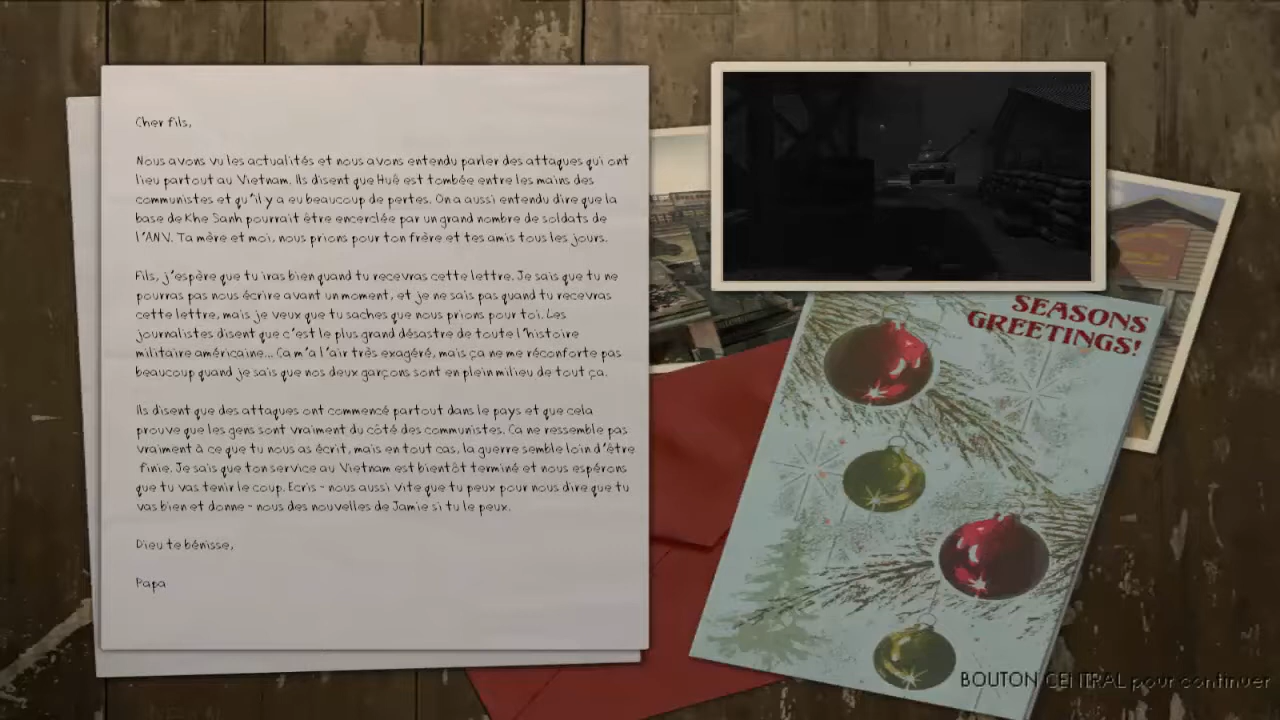 Cher fils,
Nous avons vu les actualités et nous avons entendu parler des attaques qui ont
lieu partout au Vietnam. Ils disent que Huê est tombée entre les mains des
communistes et qu'il y a eu beaucoup de pertes. On a aussi entendu dire que la
base de Khe Sanh pourrait être encerclée par un grand nombre de soldats de
l'ANV. Ta mère et moi, nous prions pour ton frère et tes amis tous les jours.
Fils, j'espère que tu iras bien quand tu recevras cette lettre. Je sais que tu ne
pourras pas nous écrire avant un moment, et je ne sais pas quand tu recevras
cette lettre, mais je veux que tu saches que nous prions pour toi. Les
journalistes disent que c'est le plus grand désastre de toute l'histoire
militaire américaine... Ca m'a l'air très exagéré, mais ça ne me réconforte pas
beaucoup quand je sais que nos deux garçons sont en plein milieu de tout ça.
Ils disent que des attaques ont commencé partout dans le pays et que cela
prouve que les gens sont vraiment du côté des communistes. Ca ne ressemble pas
vraiment à ce que tu nous as écrit, mais en tout cas, la guerre semble loin d'être
finie. Je sais que ton service au Vietnam est bientôt terminé et nous espérons
que tu vas tenir le coup. Ecris - nous aussi vite que tu peux pour nous dire que tu
vas bien et donne - nous des nouvelles de Jamie si tu le peux.
Dieu te bénisse,
Papa
SEASONS
GREETINGS!
BOUTON CENTRAL pour continuer